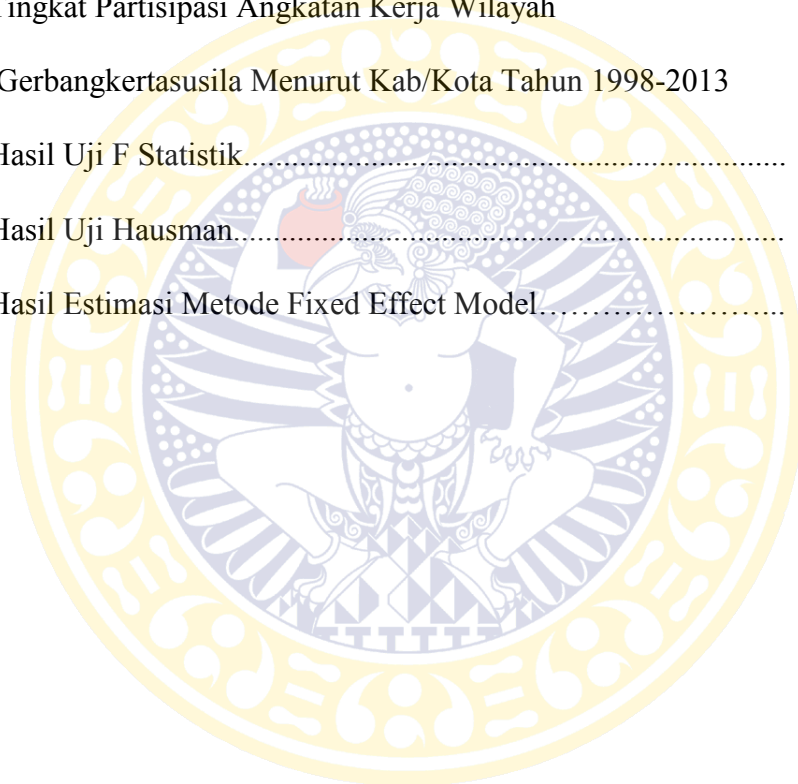 Tingkat Partisipasi Angkatan Kerja Wilayah
Gerbangkertasusila Menurut Kab/Kota Tahun 1998-2013
Hasil Uji F Statistik......................................................................
Hasil Uji Hausman.......................................................................
Hasil Estimasi Metode Fixed Effect Model…………………...